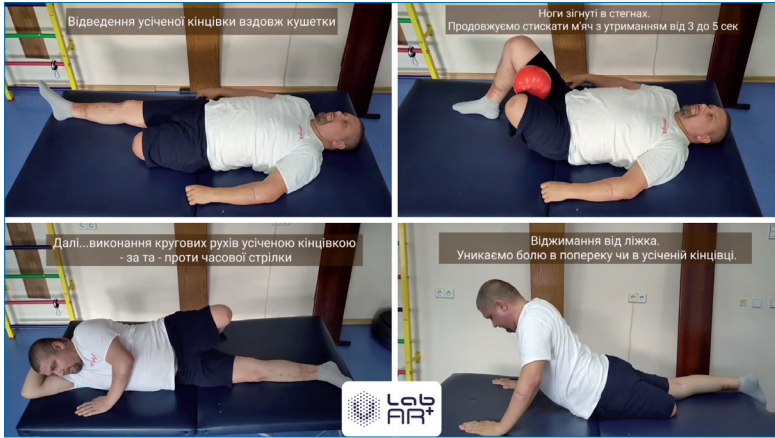 Відведення усіченої кінцівки вздовж кушетки
Ноги зігнуті в стегнах.
Продовжуємо стискати м'яч з утриманням від 3 до 5 сек
Далі...виконання кругових рухів усіченою кінцівкою
- за та - проти часової стрілки
Віджимання від ліжка.
Уникаємо болю в попереку чи в усіченій кінцівці.
Lab
AR+